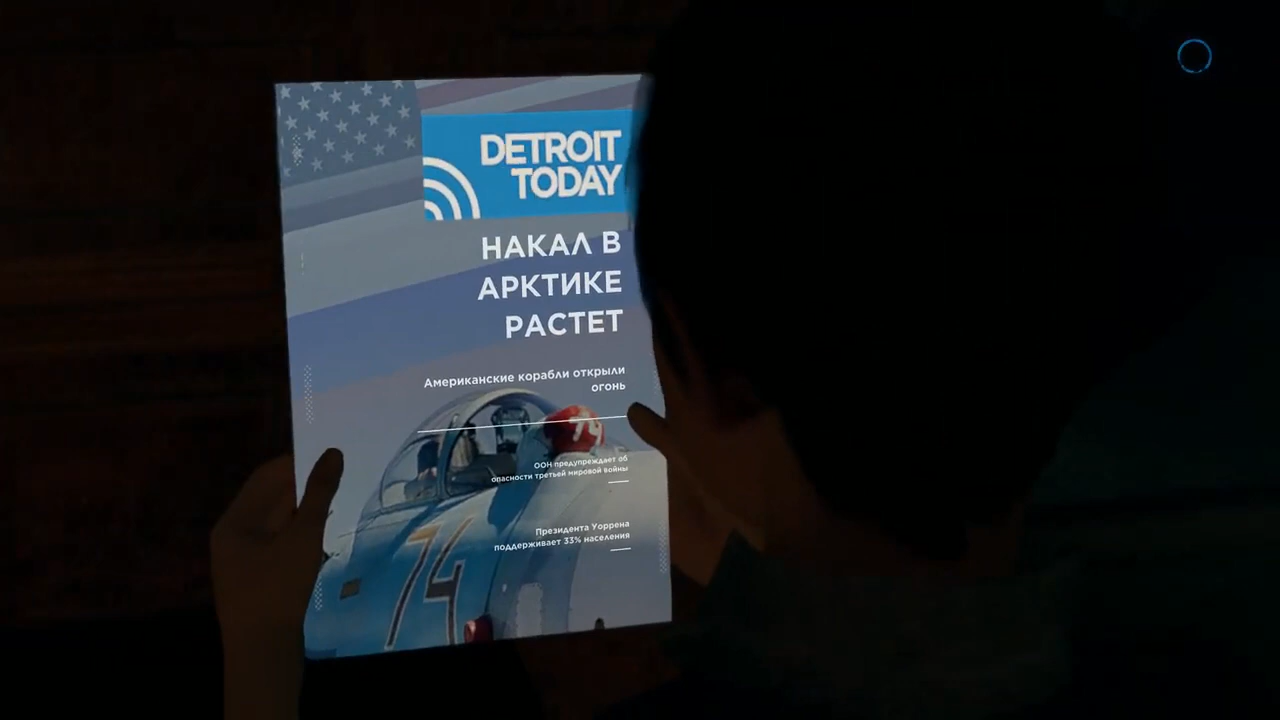 DETROIT
TODAY
НАКАЛ В
АРКТИКЕ
РАСТЕТ
Американские корабли открыли
огонь
74
ООН предупреждает об
опасности третьей мировой войны
Президента Уоррена
поддерживает 33% населения
74